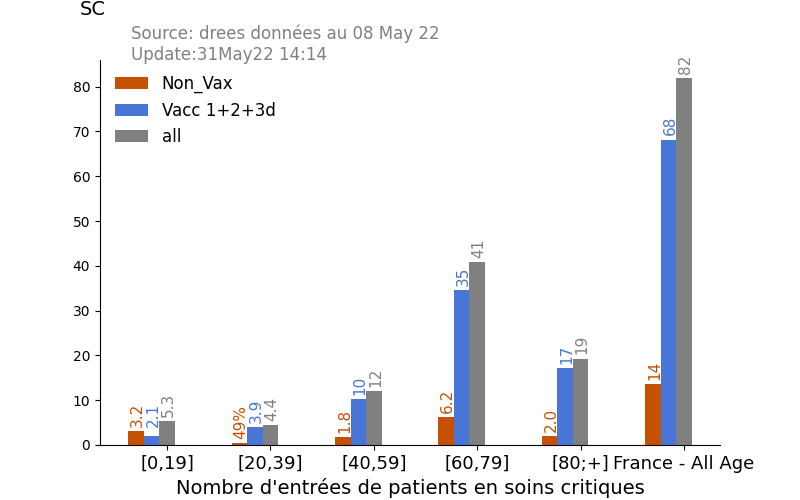 SC
Source: drees données au 08 May 22
Update:31May22 14:14
Non_Vax
Vacc 1+2+3d
all
80
70
60
50
40
30
20
10
0
3.2 2.1 5.3
49% 3.9 4.4
1.8 10 12
6.2 35 41
2.0 17 19
14 68 82
[0,19] [20,39] [40,59] [60,79] [80;+] France - All Age
Nombre d'entrées de patients en soins critiques